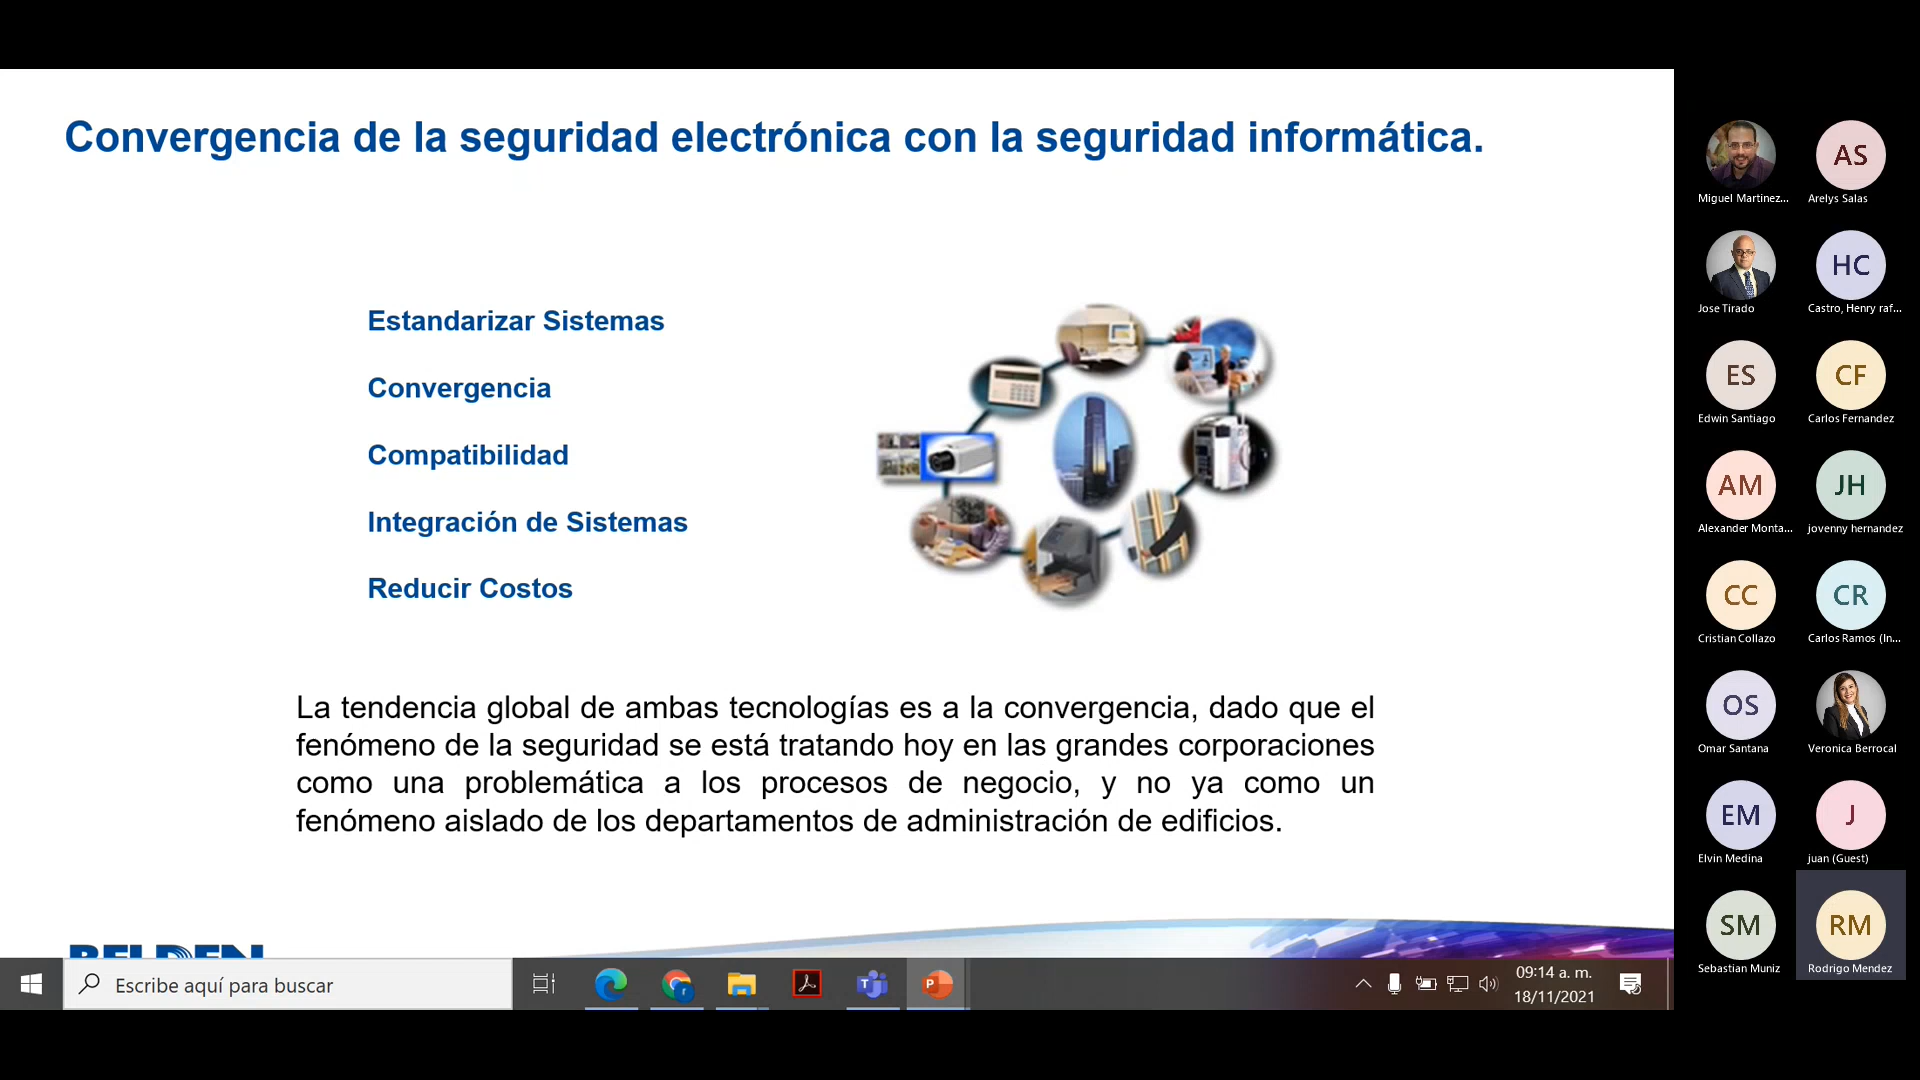 Convergencia de la seguridad electrónica con la seguridad informática.
Estandarizar Sistemas
Convergencia
Compatibilidad
Integración de Sistemas
Reducir Costos
La tendencia global de ambas tecnologías es a la convergencia, dado que el
fenómeno de la seguridad se está tratando hoy en las grandes corporaciones
como una problemática a los procesos de negocio, y no ya como un
fenómeno aislado de los departamentos de administración de edificios.
BELDEN
Escribe aquí para buscar
09:14 a. m.
18/11/2021
Miguel Martinez...
AS
Arelys Salas
Jose Tirado
HC
Castro, Henry raf...
ES
Edwin Santiago
CF
Carlos Fernandez
AM
Alexander Monta...
JH
jovenny hernandez
CC
Cristian Collazo
CR
Carlos Ramos (In...
OS
Omar Santana
Veronica Berrocal
EM
Elvin Medina
J
juan (Guest)
SM
Sebastian Muniz
RM
Rodrigo Mendez